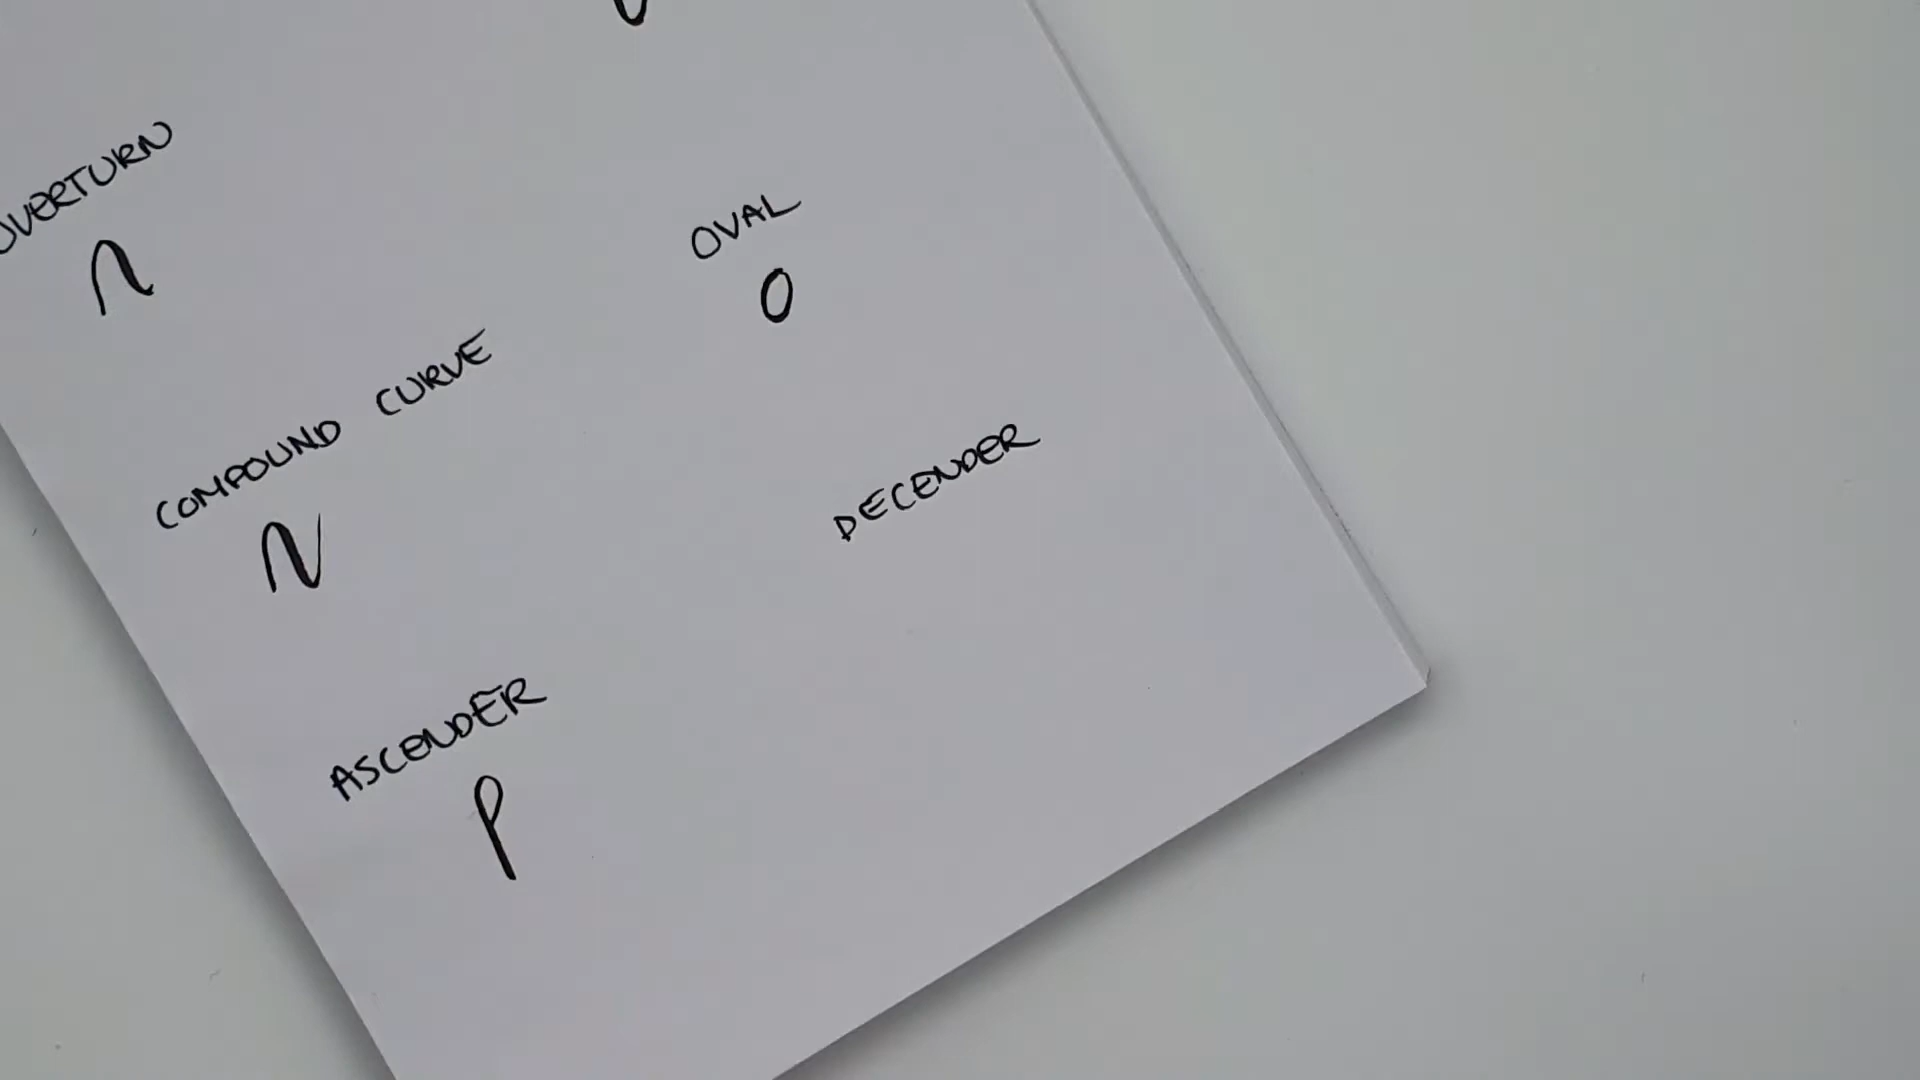 OVERTURN
OVAL
COMPOUND CURVE
DECENDER
ASCENDER